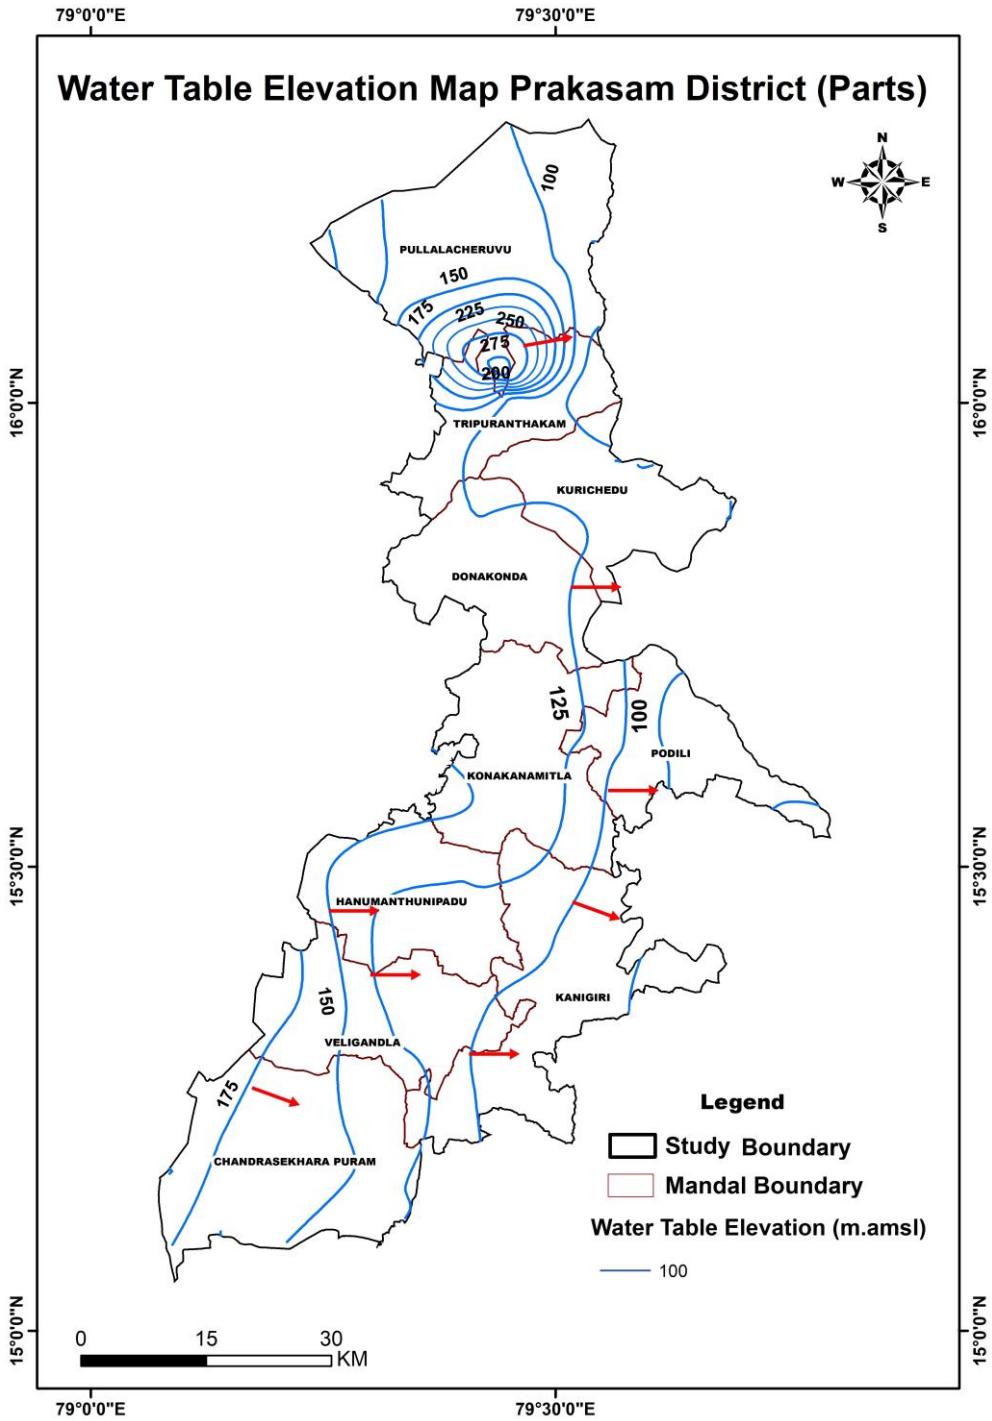 79°0'0"E 79°30'0"E
Water Table Elevation Map Prakasam District (Parts)
N
W E
S
100
PULLALACHERUVU
150
175
225
250
275
200
16°0'0"N 16°0'0"N
TRIPURANTHAKAM
KURICHEDU
DONAKONDA
125
100
PODILI
KONAKANAMITLA
15°30'0"N 15°30'0"N
HANUMANTHUNIPADU
150
KANIGIRI
VELIGANDLA
175
CHANDRASEKHARA PURAM
Legend
Study Boundary
Mandal Boundary
Water Table Elevation (m.amsl)
100
15°0'0"N 15°0'0"N
0 15 30
KM
79°0'0"E 79°30'0"E